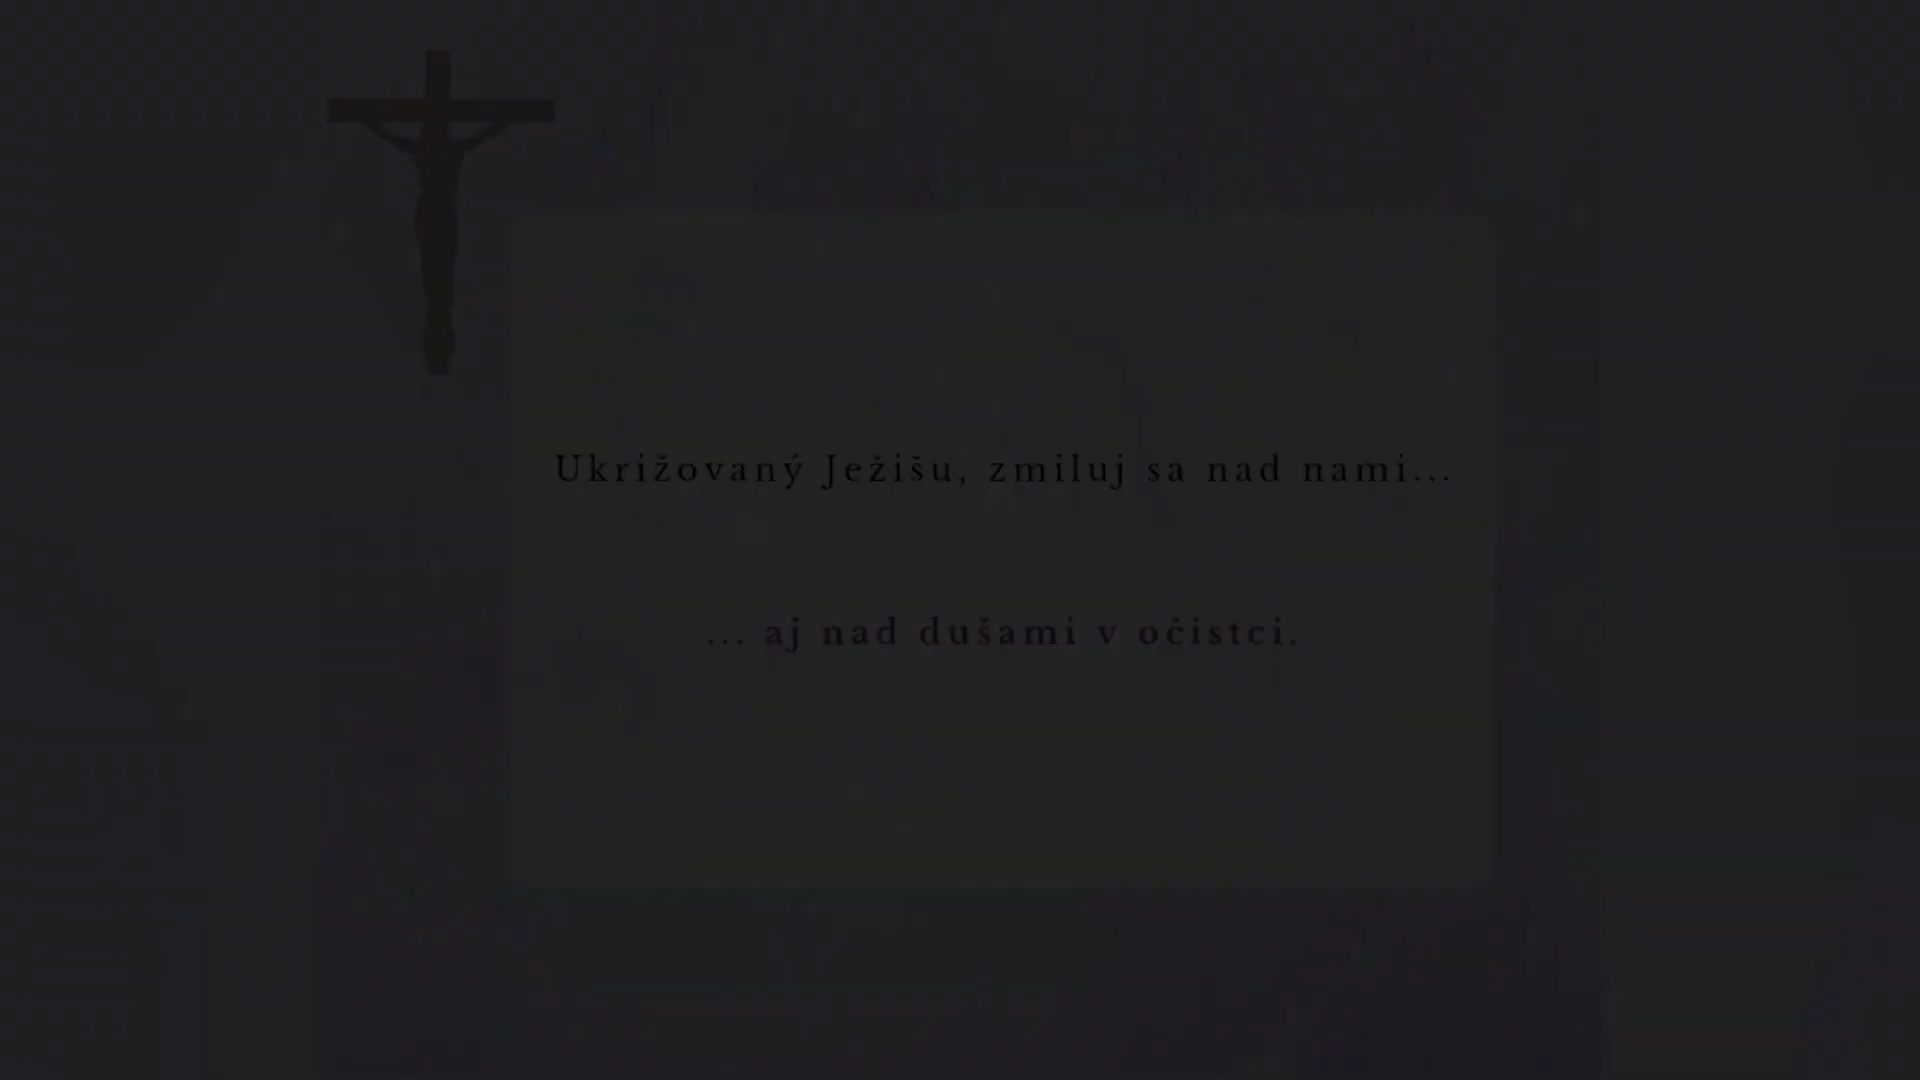 Ukrižovaný Ježišu, zmiluj sa nad nami...
... aj nad dušami v očistci.